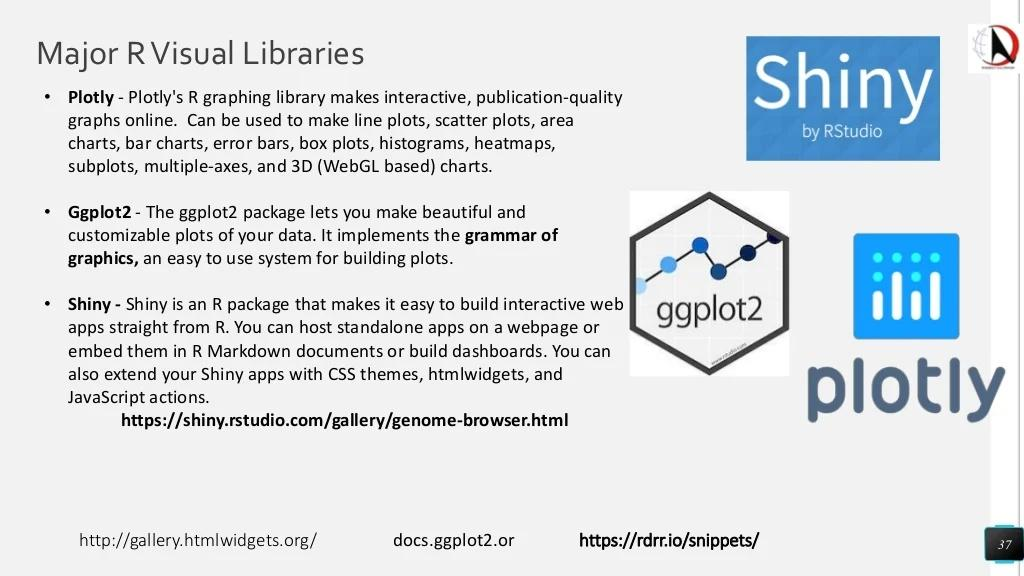 Major R Visual Libraries
• Plotly - Plotly's R graphing library makes interactive, publication-quality
graphs online. Can be used to make line plots, scatter plots, area
charts, bar charts, error bars, box plots, histograms, heatmaps,
subplots, multiple-axes, and 3D (WebGL based) charts.
• Ggplot2 - The ggplot2 package lets you make beautiful and
customizable plots of your data. It implements the grammar of
graphics, an easy to use system for building plots.
• Shiny - Shiny is an R package that makes it easy to build interactive web
apps straight from R. You can host standalone apps on a webpage or
embed them in R Markdown documents or build dashboards. You can
also extend your Shiny apps with CSS themes, htmlwidgets, and
JavaScript actions.
https://shiny.rstudio.com/gallery/genome-browser.html
Shiny
by RStudio
ggplot2
www.rstudio.com
plotly
http://gallery.htmlwidgets.org/
docs.ggplot2.or
https://rdrr.io/snippets/
37